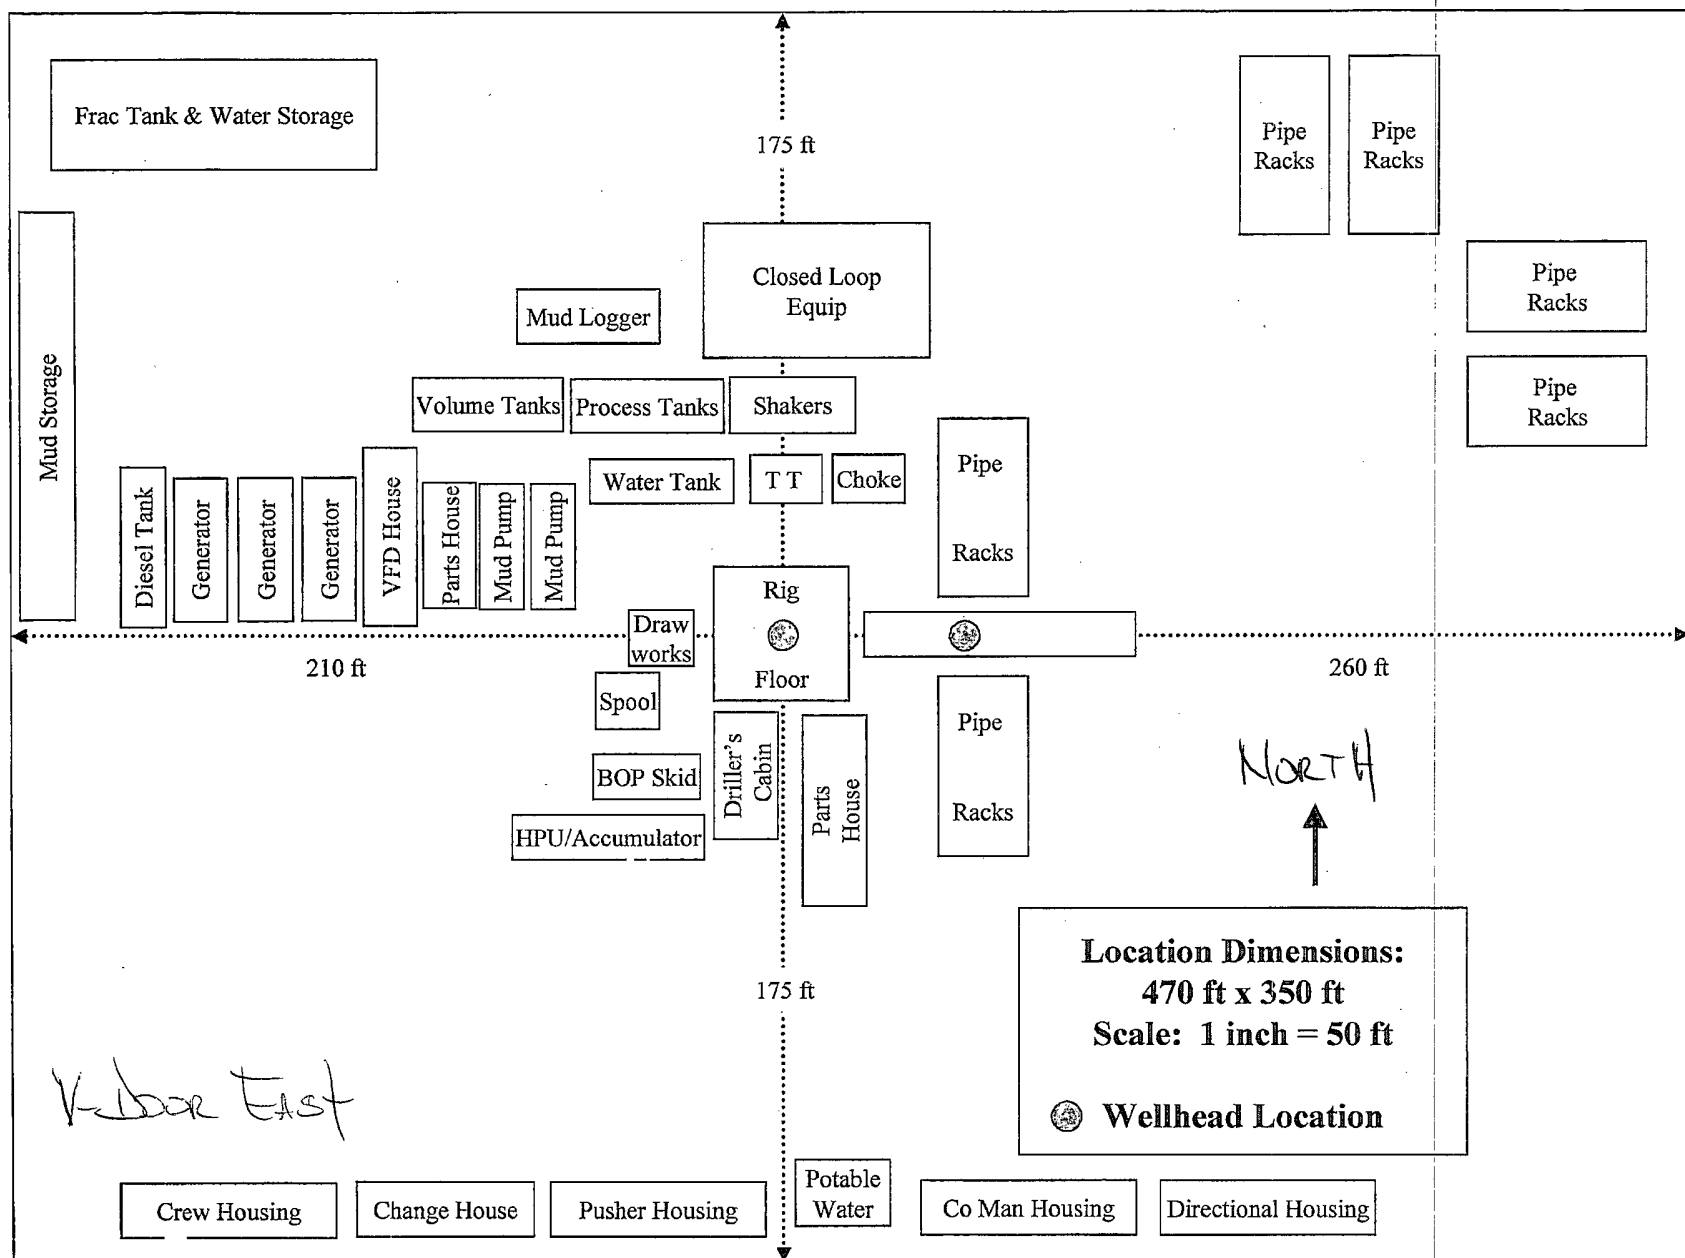 Frac Tank & Water Storage
175 ft
Pipe
Racks
Pipe
Racks
Pipe
Racks
Pipe
Racks
Closed Loop
Equip
Mud Logger
Mud Storage
Volume Tanks
Process Tanks
Shakers
Water Tank
T T
Choke
Pipe
Racks
Diesel Tank
Generator
Generator
Generator
VFD House
Parts House
Mud Pump
Mud Pump
Rig
Floor
Draw
works
210 ft
260 ft
Spool
BOP Skid
HPU/Accumulator
Driller's
Cabin
Parts
House
Pipe
Racks
NORTH
175 ft
Location Dimensions:
470 ft x 350 ft
Scale: 1 inch = 50 ft
Wellhead Location
V-DOOR EAST
Crew Housing
Change House
Pusher Housing
Potable
Water
Co Man Housing
Directional Housing